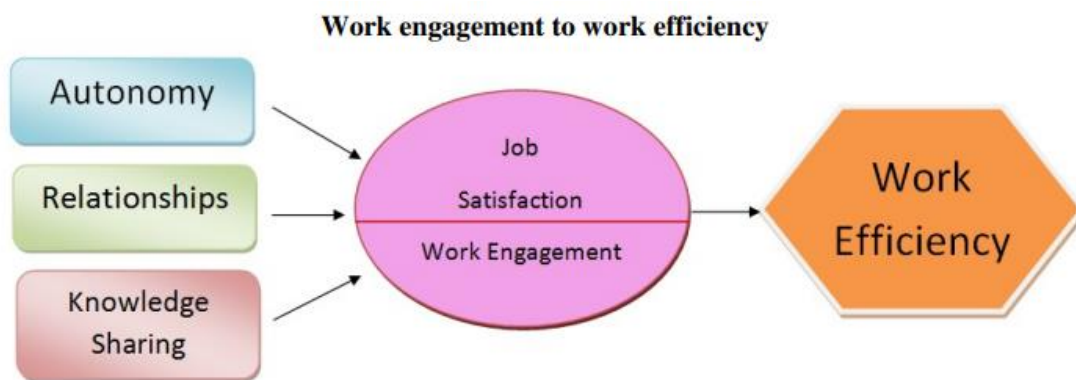 Work engagement to work efficiency
Autonomy
Relationships
Knowledge
Sharing
Job
Satisfaction
Work Engagement
Work
Efficiency